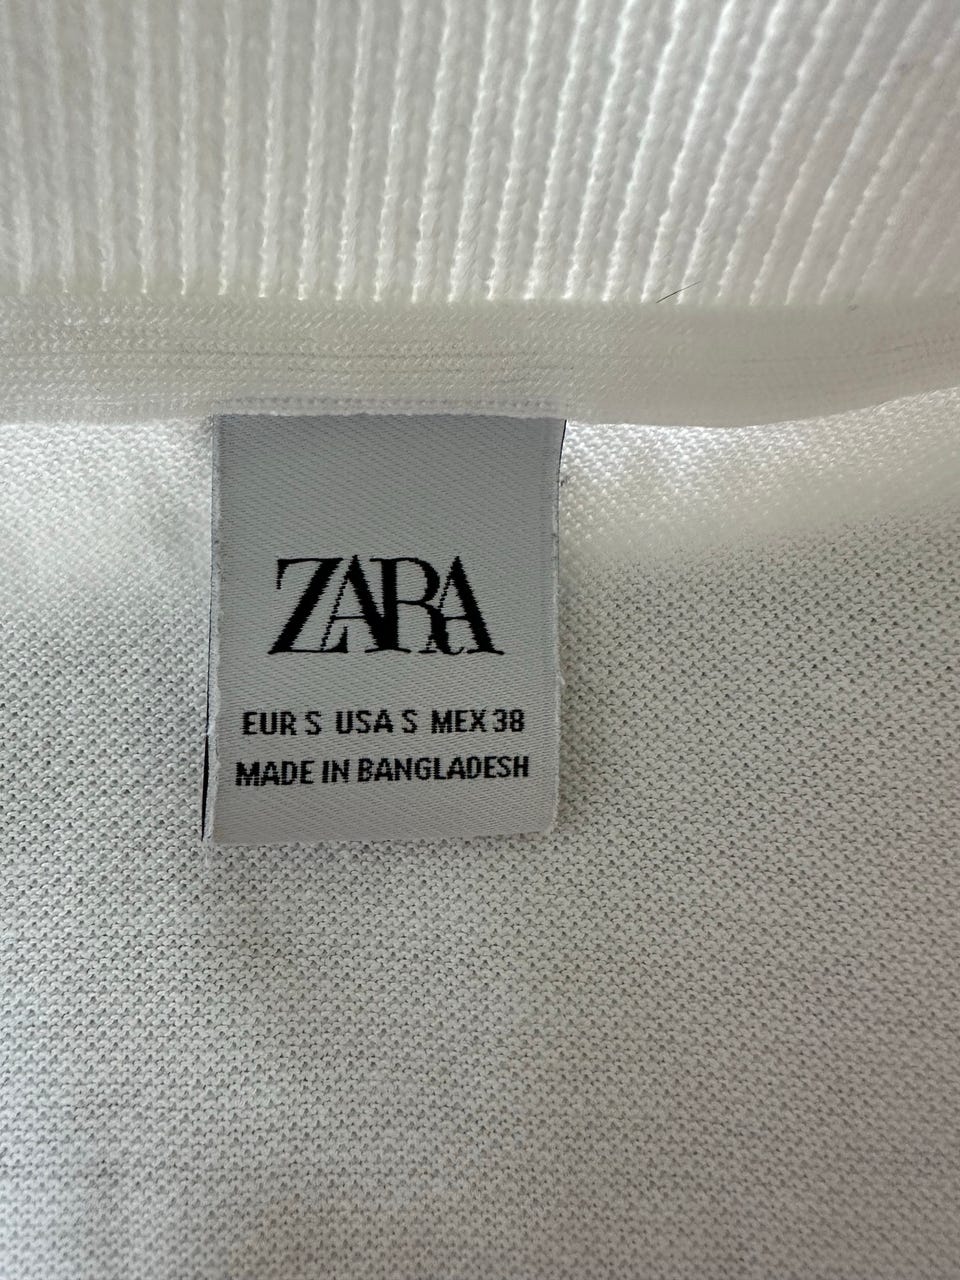 ZARA
EUR S USA S MEX 38
MADE IN BANGLADESH